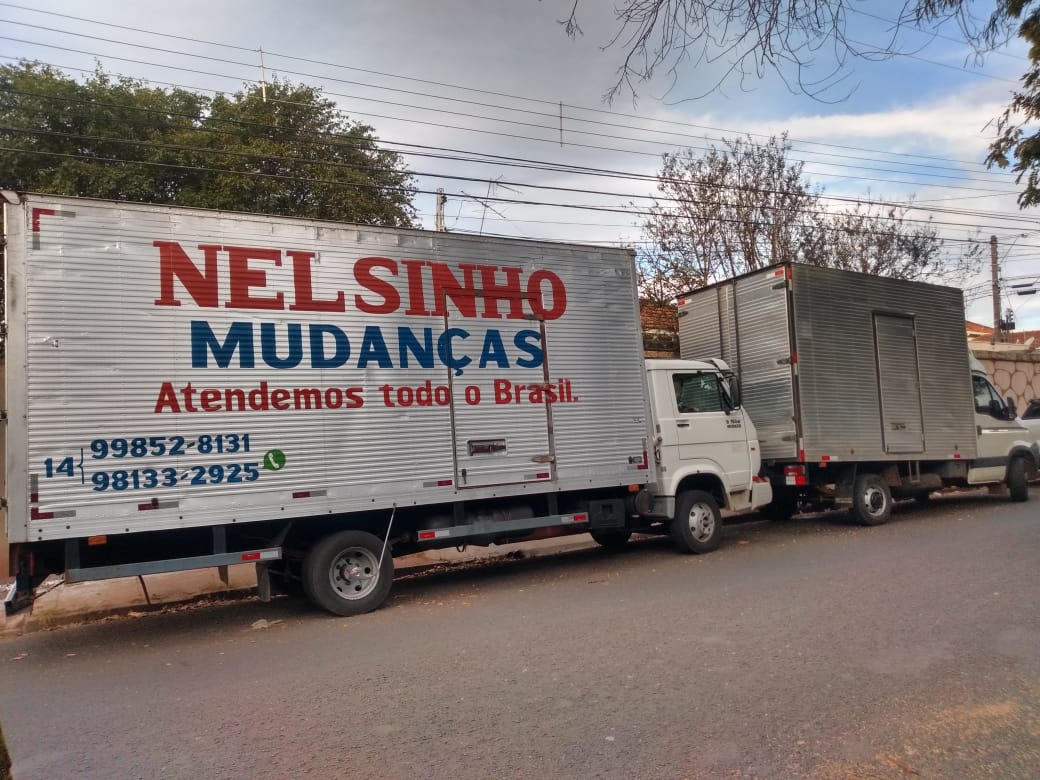 NELSINHO
MUDANÇAS
Atendemos todo o Brasil.
14 { 99852-8131
98133-2925